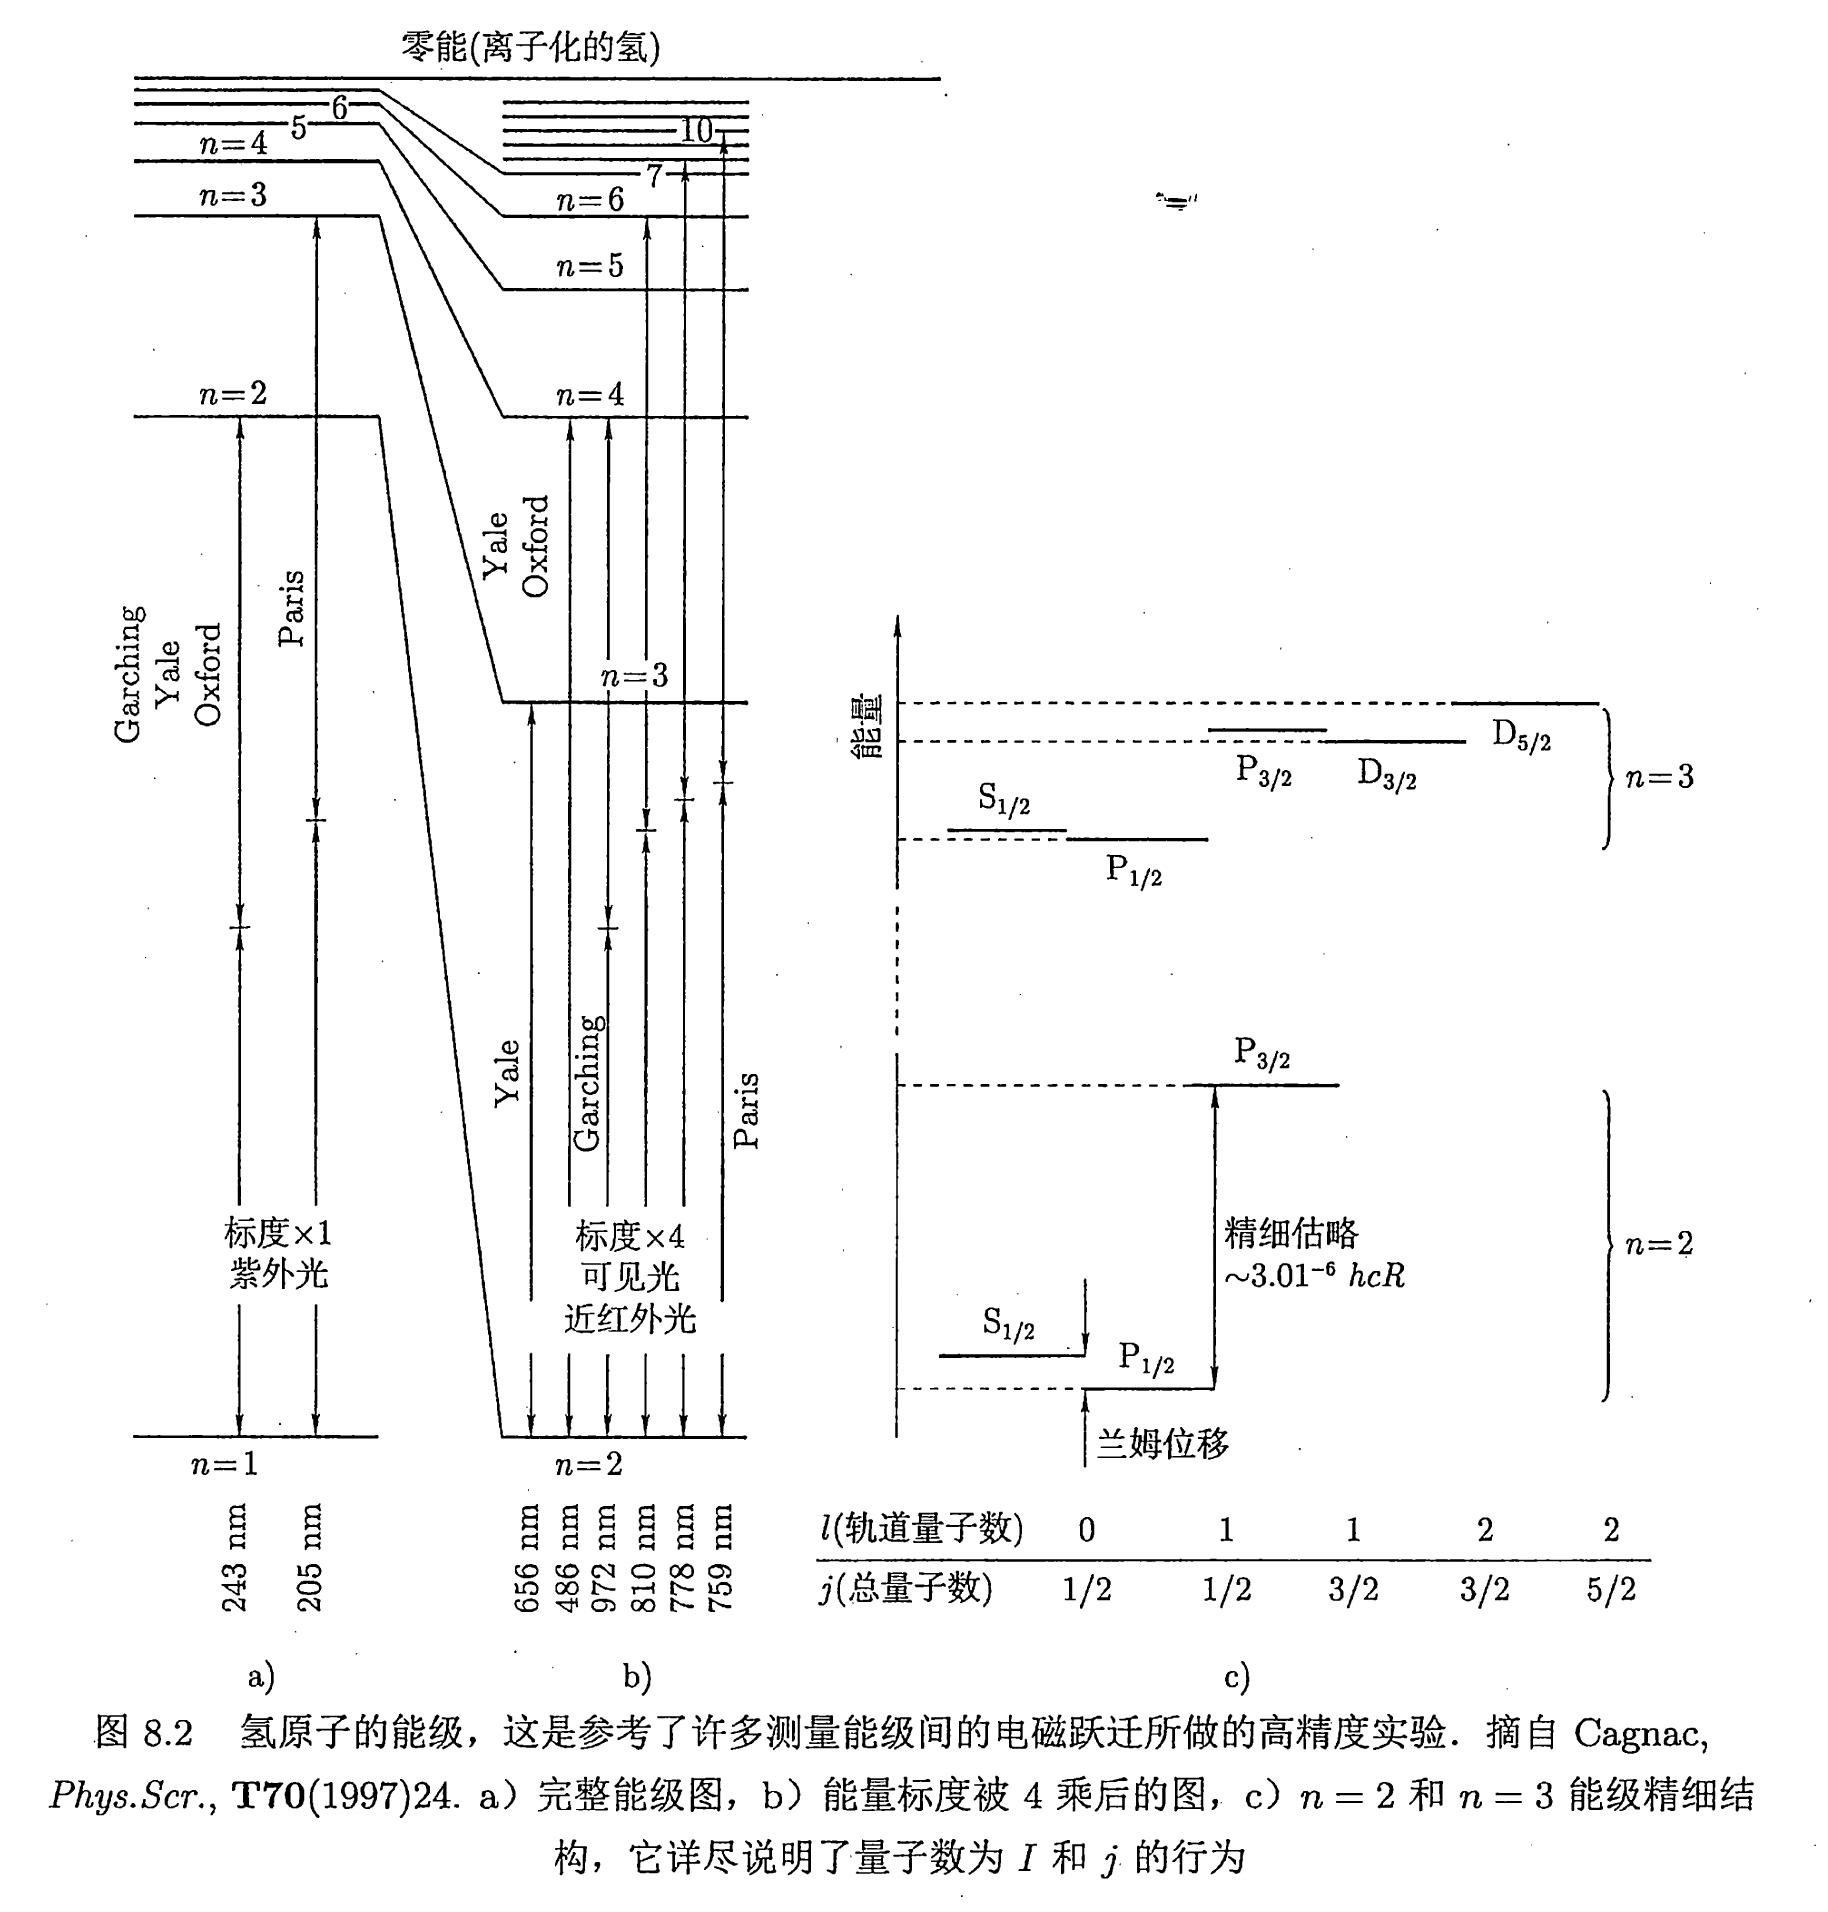 零能(离子化的氢)
6
5
n=4
n=3
n=2
10
7
n=6
n=5
n=4
n=3
Garching
Yale
Oxford
Paris
Yale
Oxford
Yale
Garching
Paris
标度×1
紫外光
标度×4
可见光
近红外光
n=1
n=2
243 nm
205 nm
656 nm
486 nm
972 nm
810 nm
778 nm
759 nm
能量
D5/2
P3/2
D3/2
n=3
S1/2
P1/2
P3/2
精细估略
~3.01⁻⁶ hcR
n=2
S1/2
P1/2
兰姆位移
l(轨道量子数) 0 1 1 2 2
j(总量子数) 1/2 1/2 3/2 3/2 5/2
a) b) c)
图 8.2 氢原子的能级，这是参考了许多测量能级间的电磁跃迁所做的高精度实验．摘自 Cagnac,
Phys.Scr., T70(1997)24. a）完整能级图，b）能量标度被 4 乘后的图，c）n = 2 和 n = 3 能级精细结
构，它详尽说明了量子数为 I 和 j 的行为